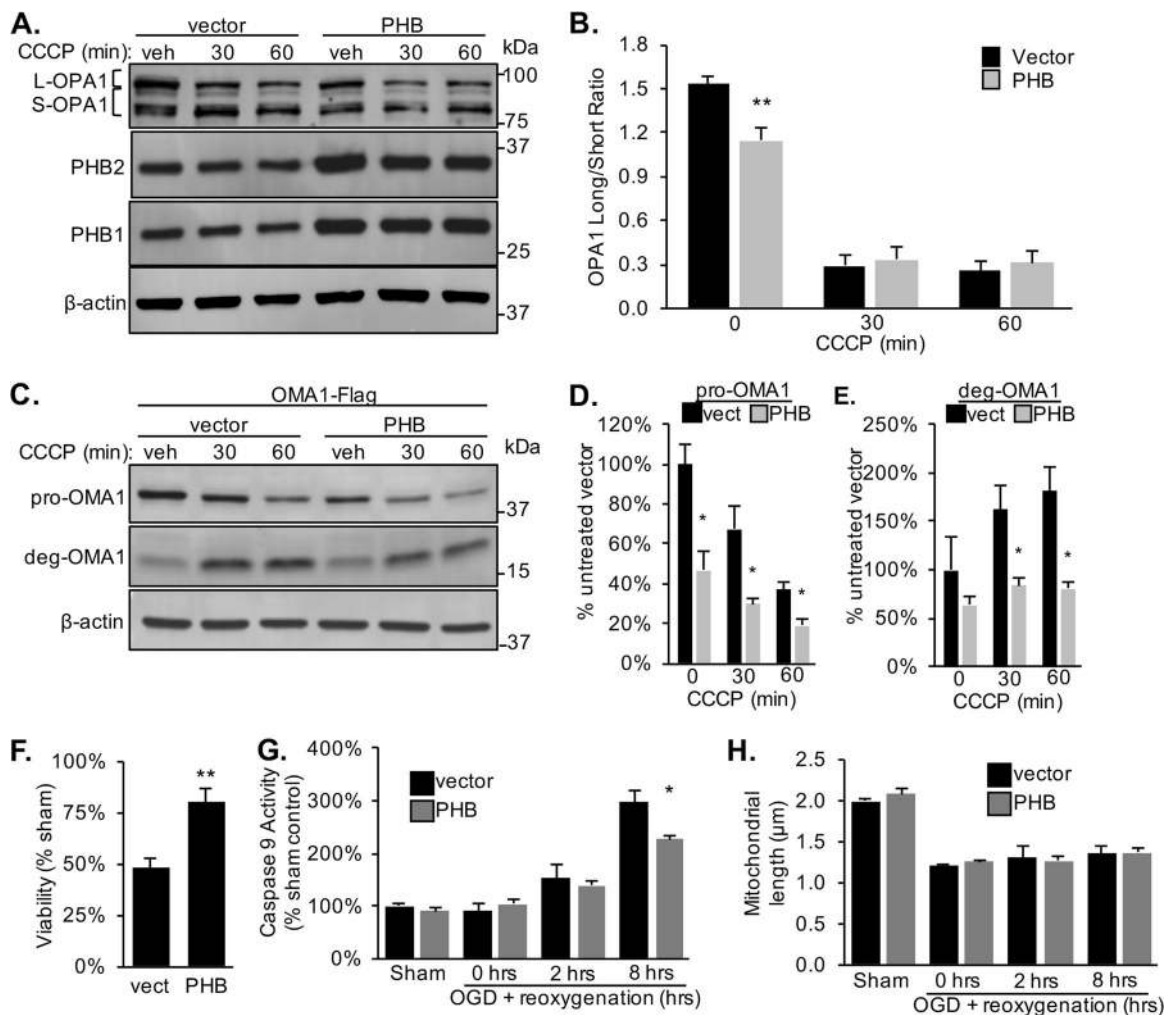 A.
vector PHB
CCCP (min): veh 30 60 veh 30 60 kDa
L-OPA1
S-OPA1
100
75
PHB2
37
PHB1
25
β-actin
37
B.
OPA1 Long/Short Ratio
1.8
1.5
1.2
0.9
0.6
0.3
0.0
Vector
PHB
**
0 30 60
CCCP (min)
C.
OMA1-Flag
vector PHB
CCCP (min): veh 30 60 veh 30 60 kDa
pro-OMA1
37
deg-OMA1
15
β-actin
37
D.
pro-OMA1
vect PHB
% untreated vector
120%
100%
80%
60%
40%
20%
0%
* * *
0 30 60
CCCP (min)
E.
deg-OMA1
vect PHB
% untreated vector
250%
200%
150%
100%
50%
0%
* *
0 30 60
CCCP (min)
F.
Viability (% sham)
100%
75%
50%
25%
0%
**
vect PHB
G.
Caspase 9 Activity
(% sham control)
400%
300%
200%
100%
0%
vector
PHB
*
Sham 0 hrs 2 hrs 8 hrs
OGD + reoxygenation (hrs)
H.
Mitochondrial
length (μm)
2.5
2.0
1.5
1.0
0.5
0.0
vector
PHB
Sham 0 hrs 2 hrs 8 hrs
OGD + reoxygenation (hrs)